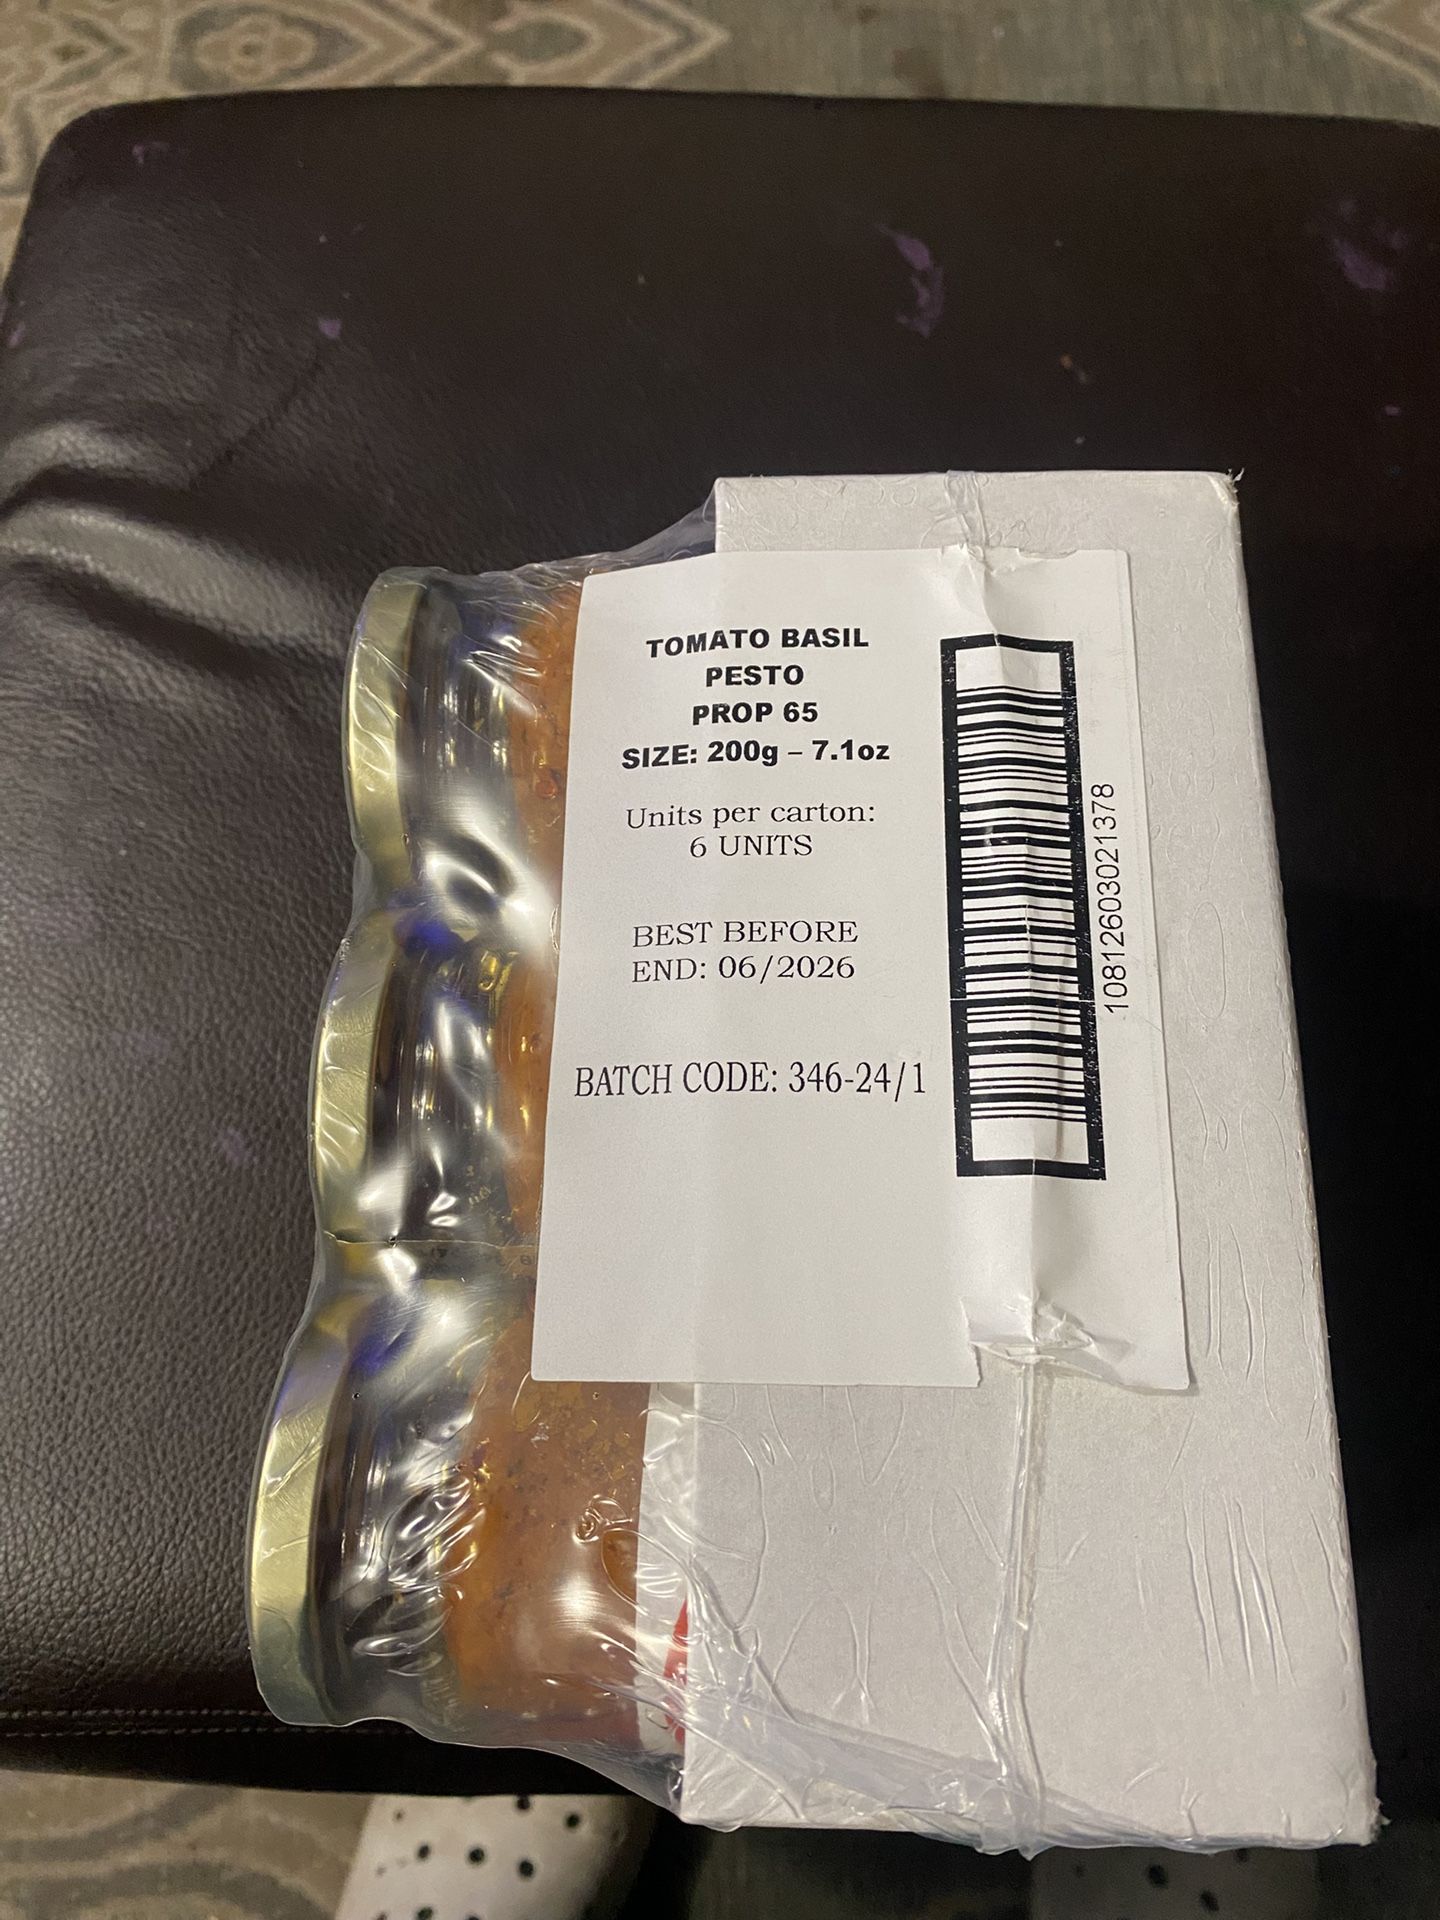 TOMATO BASIL
PESTO
PROP 65
SIZE: 200g – 7.1oz
Units per carton:
6 UNITS
BEST BEFORE
END: 06/2026
BATCH CODE: 346-24/1
10812603021378